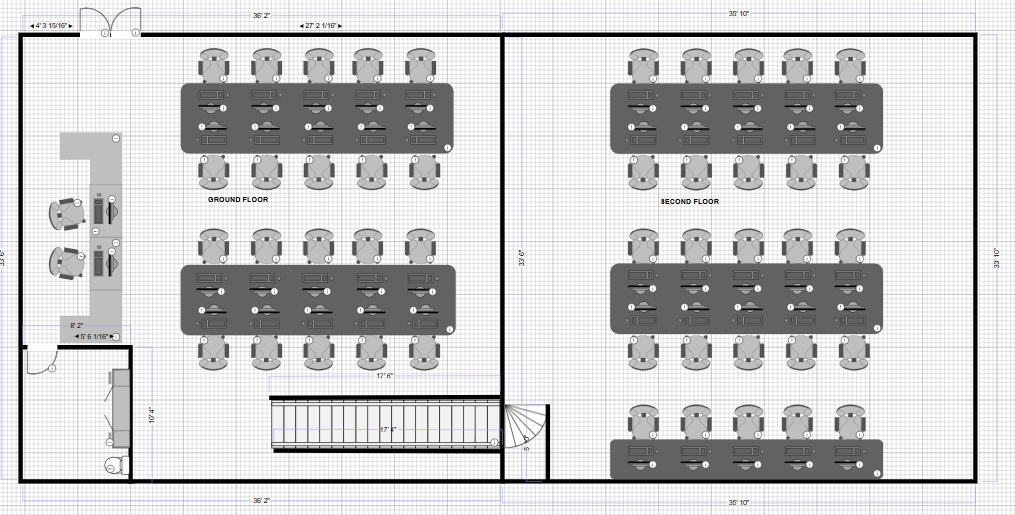 36' 2"
35' 10"
4' 3 15/16"
27' 2 1/16"
GROUND FLOOR
SECOND FLOOR
33' 6"
33' 6"
33' 10"
8' 2"
5' 6 1/16"
17' 6"
10' 4"
17' 4"
36' 2"
35' 10"